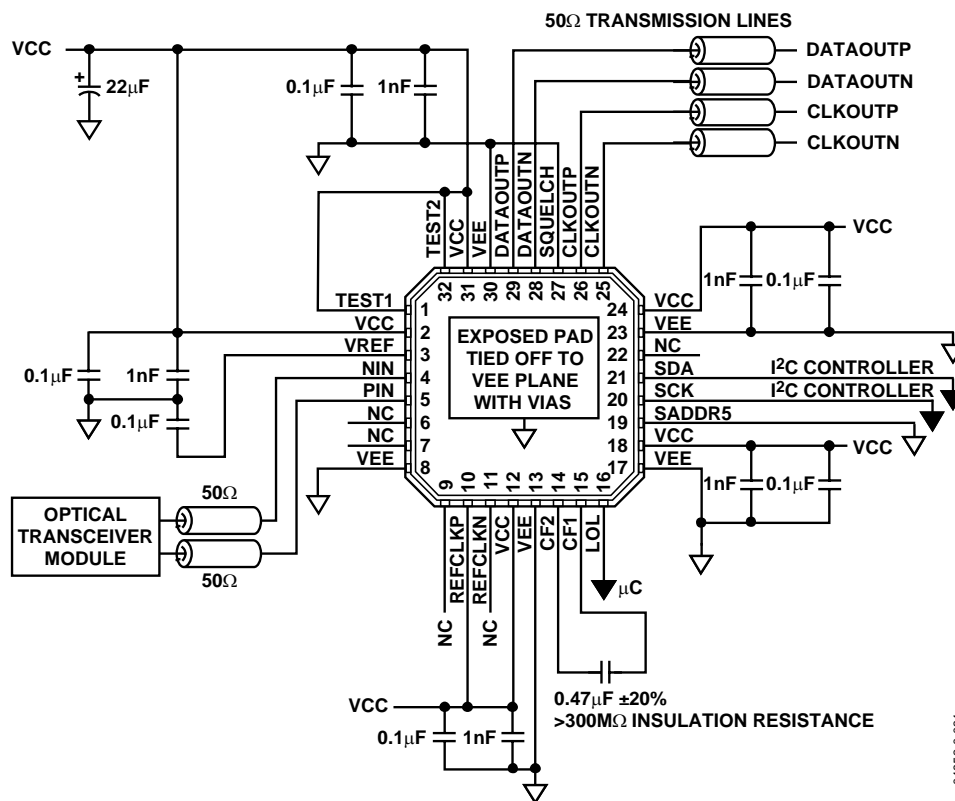 50Ω TRANSMISSION LINES
VCC
DATAOUTP
+
22μF
0.1μF
1nF
DATAOUTN
CLKOUTP
CLKOUTN
TEST2
VCC
VEE
DATAOUTP
DATAOUTN
SQUELCH
CLKOUTP
CLKOUTN
VCC
1nF
0.1μF
32
31
30
29
28
27
26
25
TEST1
1
24
VCC
VCC
2
23
VEE
VREF
3
22
NC
NIN
4
21
SDA
I²C CONTROLLER
PIN
5
20
SCK
I²C CONTROLLER
NC
6
19
SADDR5
NC
7
18
VCC
VCC
VEE
8
17
VEE
EXPOSED PAD
TIED OFF TO
VEE PLANE
WITH VIAS
0.1μF
1nF
0.1μF
1nF
0.1μF
9
10
11
12
13
14
15
16
50Ω
OPTICAL
TRANSCEIVER
MODULE
50Ω
REFCLKP
REFCLKN
VCC
VEE
CF2
CF1
LOL
μC
NC
NC
0.47μF ±20%
>300MΩ INSULATION RESISTANCE
VCC
0.1μF
1nF